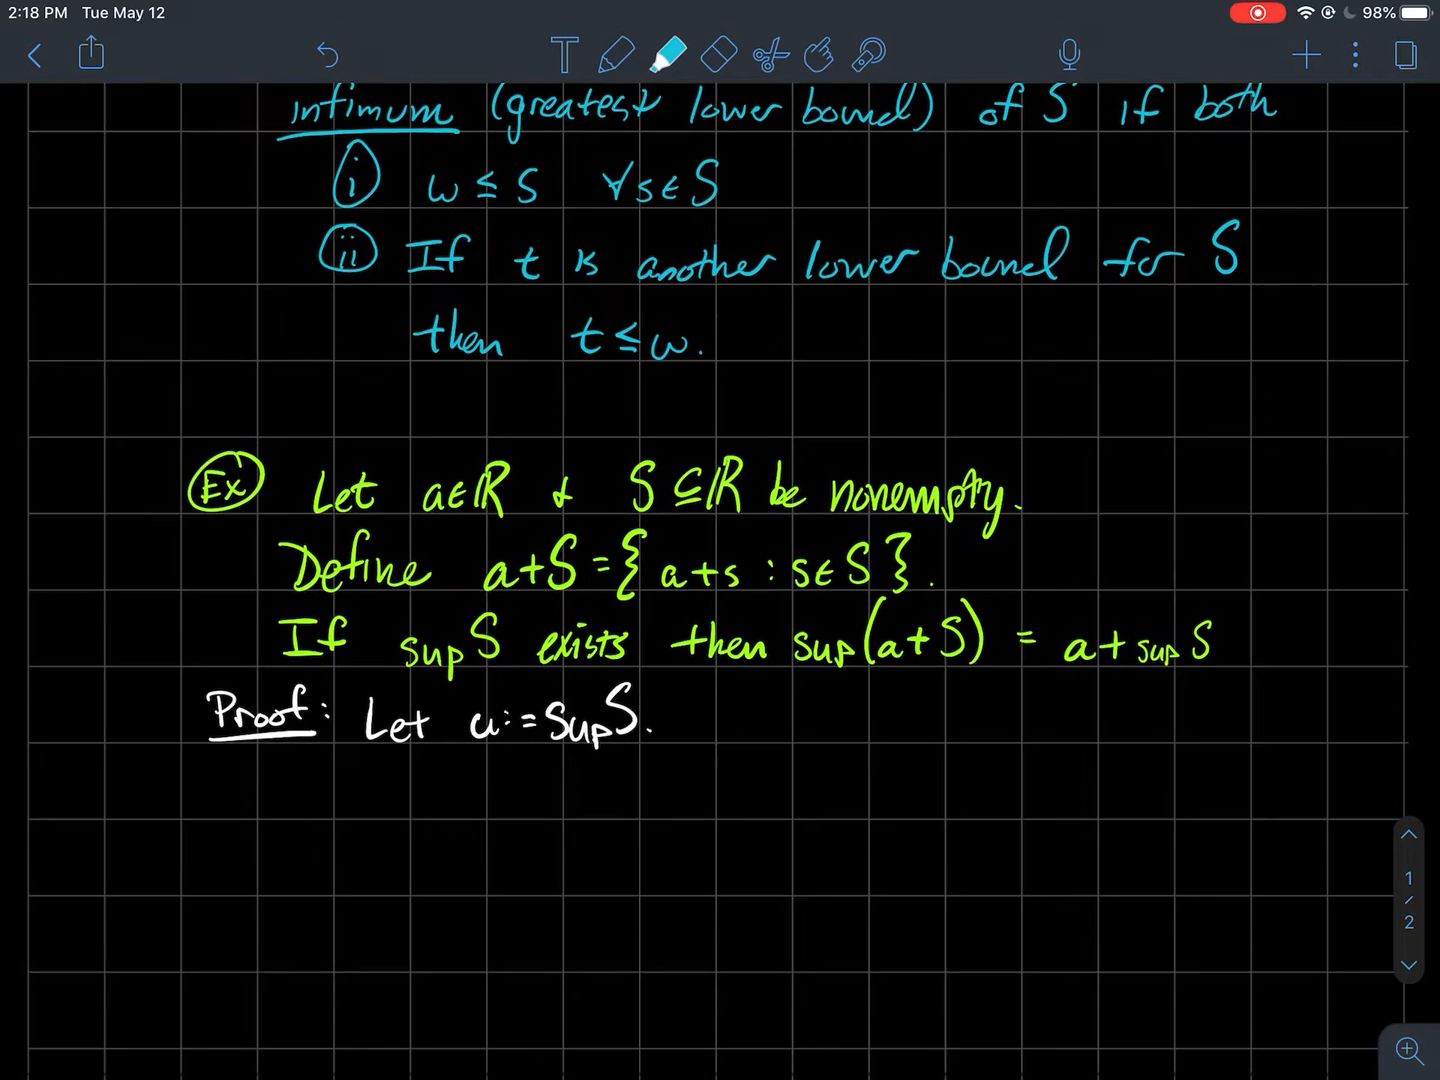 2:18 PM Tue May 12
98%
infimum (greatest lower bound) of S if both
i w ≤ s ∀s∈S
ii If t is another lower bound for S
then t ≤ w.
Ex Let a∈ℝ & S⊆ℝ be nonempty.
Define a+S={a+s : s∈S}.
If sup S exists then sup(a+S) = a+sup S
Proof: Let u:=Sup S.
1
/
2